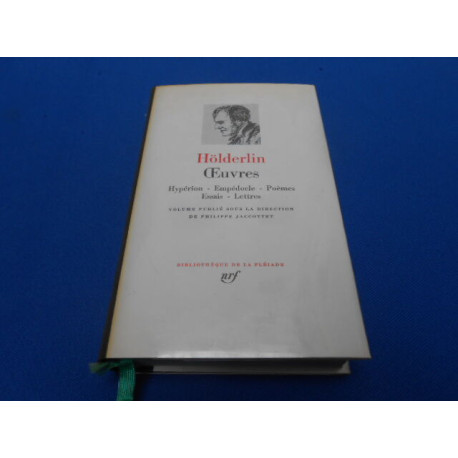 Hölderlin
Œuvres
Hypérion - Empédocle - Poèmes
Essais - Lettres
VOLUME PUBLIÉ SOUS LA DIRECTION
DE PHILIPPE JACCOTTET
BIBLIOTHÈQUE DE LA PLÉIADE
nrf